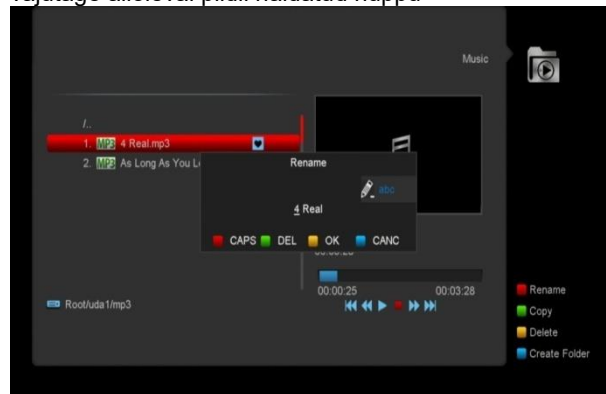 Music
/..
1. MP3 4 Real.mp3
2. MP3 As Long As You L
Rename
abc
4 Real
CAPS DEL OK CANC
00:00:25 00:03:28
Root/uda1/mp3
Rename
Copy
Delete
Create Folder